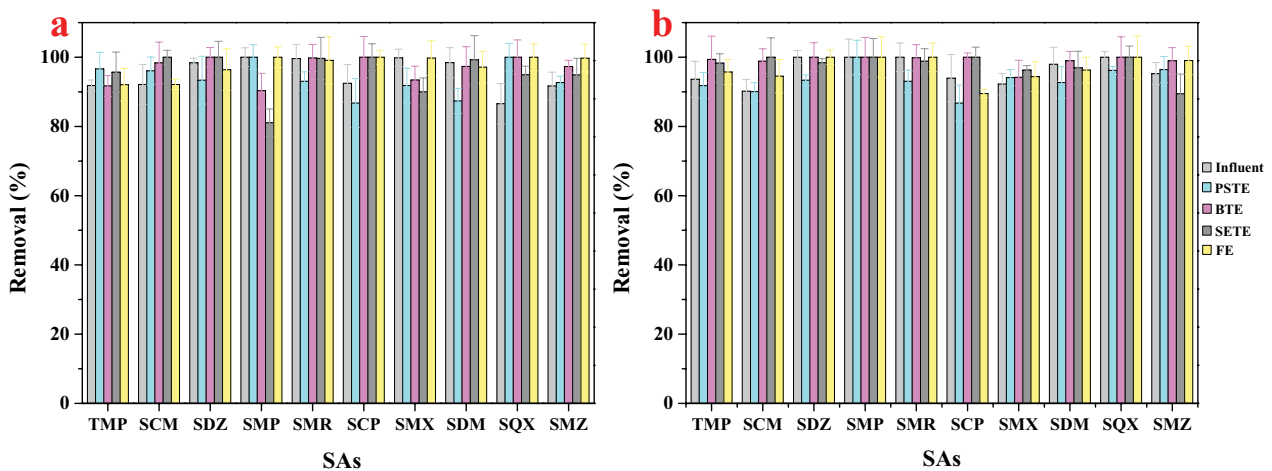 a
Removal (%)
100
80
60
40
20
0
TMP SCM SDZ SMP SMR SCP SMX SDM SQX SMZ
SAs
b
Removal (%)
100
80
60
40
20
0
TMP SCM SDZ SMP SMR SCP SMX SDM SQX SMZ
SAs
Influent
PSTE
BTE
SETE
FE